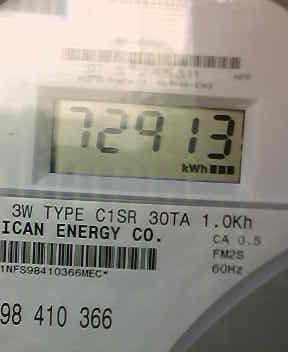 72913
kWh
3W TYPE C1SR 30TA 1.0Kh
ICAN ENERGY CO.
CA 0.5
FM2S
60Hz
1NFS98410366MEC*
98 410 366